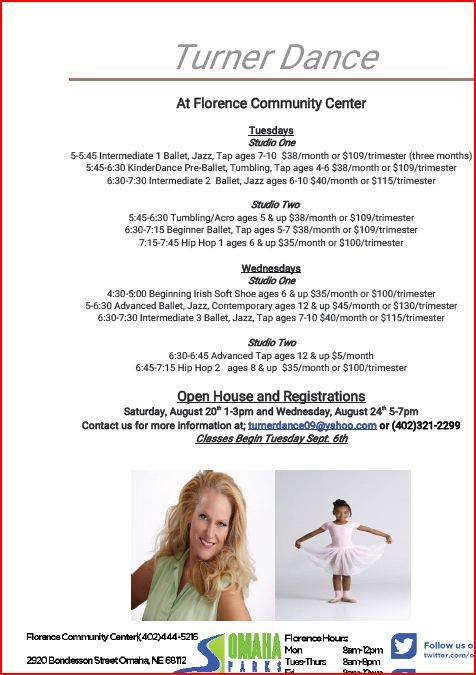 Turner Dance
At Florence Community Center
Tuesdays
Studio One
5-5:45 Intermediate 1 Ballet, Jazz, Tap ages 7-10 $38/month or $109/trimester (three months)
5:45-6:30 KinderDance Pre-Ballet, Tumbling, Tap ages 4-6 $38/month or $109/trimester
6:30-7:30 Intermediate 2 Ballet, Jazz ages 6-10 $40/month or $115/trimester
Studio Two
5:45-6:30 Tumbling/Acro ages 5 & up $38/month or $109/trimester
6:30-7:15 Beginner Ballet, Tap ages 5-7 $38/month or $109/trimester
7:15-7:45 Hip Hop 1 ages 6 & up $35/month or $100/trimester
Wednesdays
Studio One
4:30-5:00 Beginning Irish Soft Shoe ages 6 & up $35/month or $100/trimester
5-6:30 Advanced Ballet, Jazz, Contemporary ages 12 & up $45/month or $130/trimester
6:30-7:30 Intermediate 3 Ballet, Jazz, Tap ages 7-10 $40/month or $115/trimester
Studio Two
6:30-6:45 Advanced Tap ages 12 & up $5/month
6:45-7:15 Hip Hop 2 ages 8 & up $35/month or $100/trimester
Open House and Registrations
Saturday, August 20th 1-3pm and Wednesday, August 24th 5-7pm
Contact us for more information at; turnerdance09@yahoo.com or (402)321-2299
Classes Begin Tuesday Sept. 6th
Florence Community Center|(402)444-5216
2920 Bondesson Street Omaha, NE 68112
OMAHA
PARKS
Florence Hours
Mon 8am-12pm
Tues-Thurs 8am-8pm
Follow us o
twitter.com/o